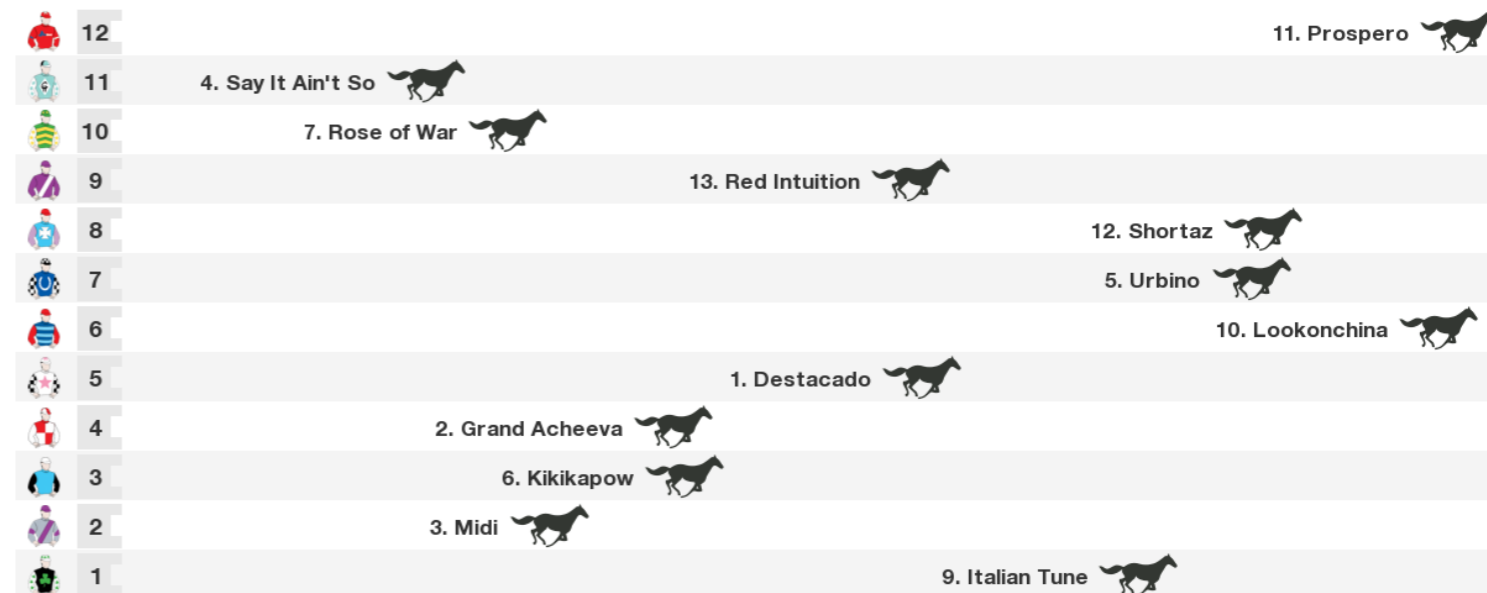 12 11. Prospero
11 4. Say It Ain't So
10 7. Rose of War
9 13. Red Intuition
8 12. Shortaz
7 5. Urbino
6 10. Lookonchina
5 1. Destacado
4 2. Grand Acheeva
3 6. Kikikapow
2 3. Midi
1 9. Italian Tune